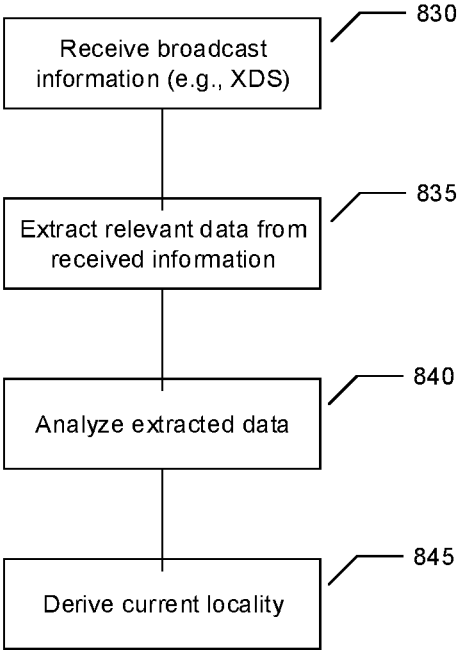 830
Receive broadcast
information (e.g., XDS)
835
Extract relevant data from
received information
840
Analyze extracted data
845
Derive current locality